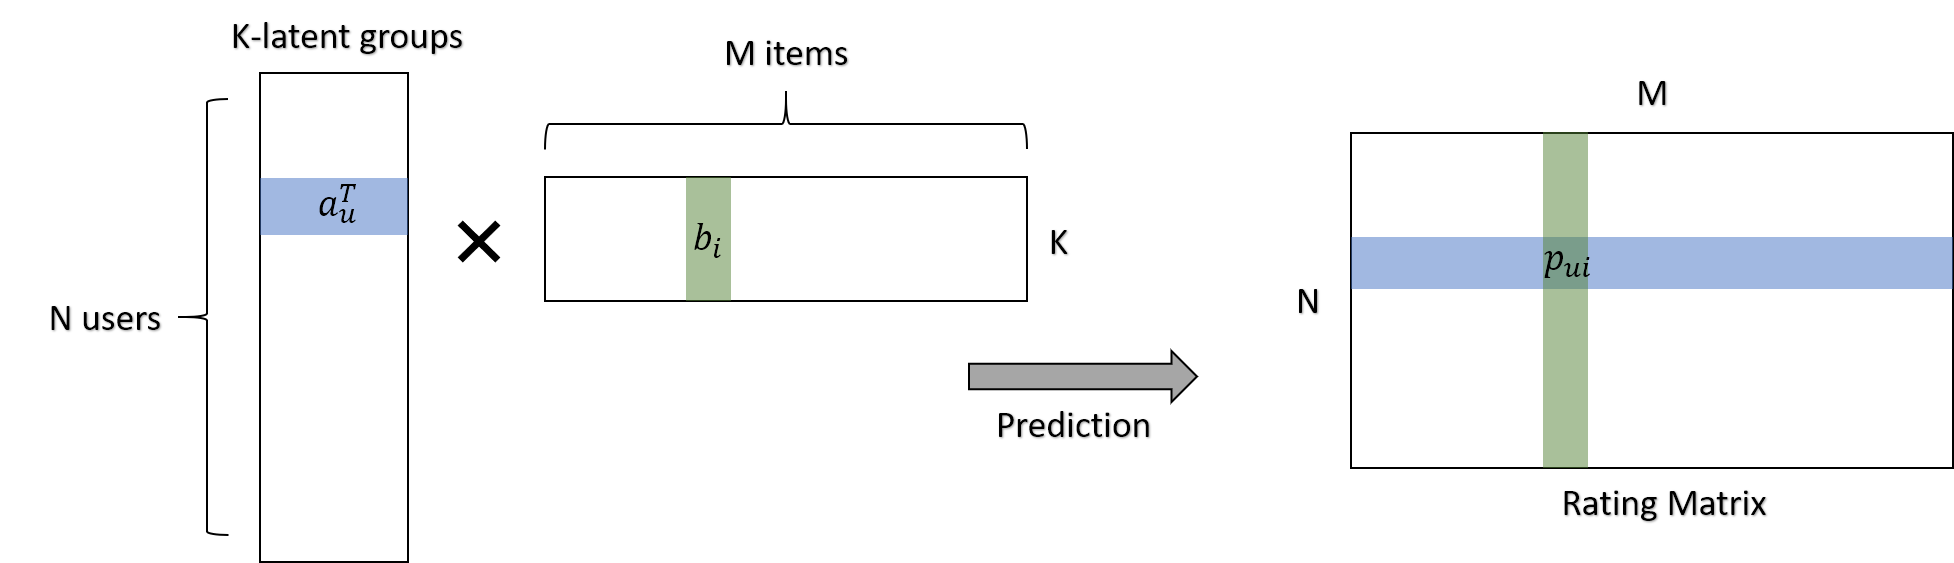 K-latent groups
M items
M
a_u^T
×
b_i
K
p_{ui}
N
N users
Prediction
Rating Matrix